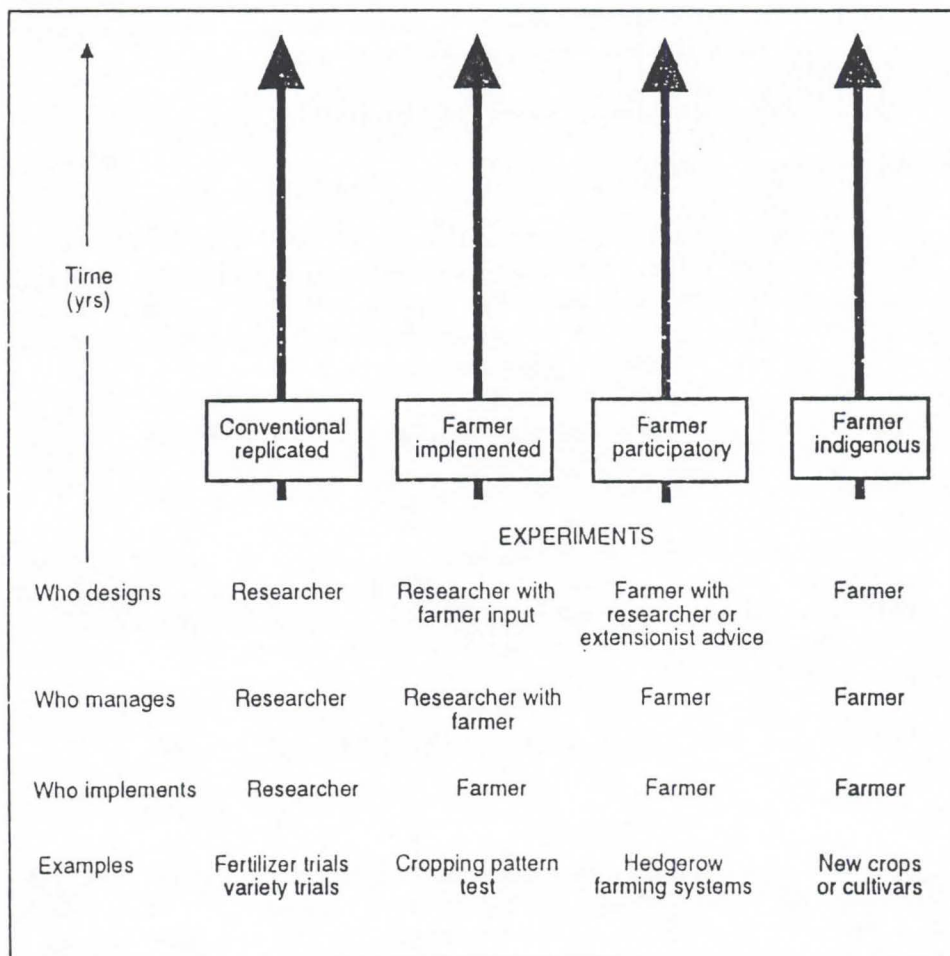 Time
(yrs)
Conventional
replicated
Farmer
implemented
Farmer
participatory
Farmer
indigenous
EXPERIMENTS
Who designs
Researcher
Researcher with
farmer input
Farmer with
researcher or
extensionist advice
Farmer
Who manages
Researcher
Researcher with
farmer
Farmer
Farmer
Who implements
Researcher
Farmer
Farmer
Farmer
Examples
Fertilizer trials
variety trials
Cropping pattern
test
Hedgerow
farming systems
New crops
or cultivars